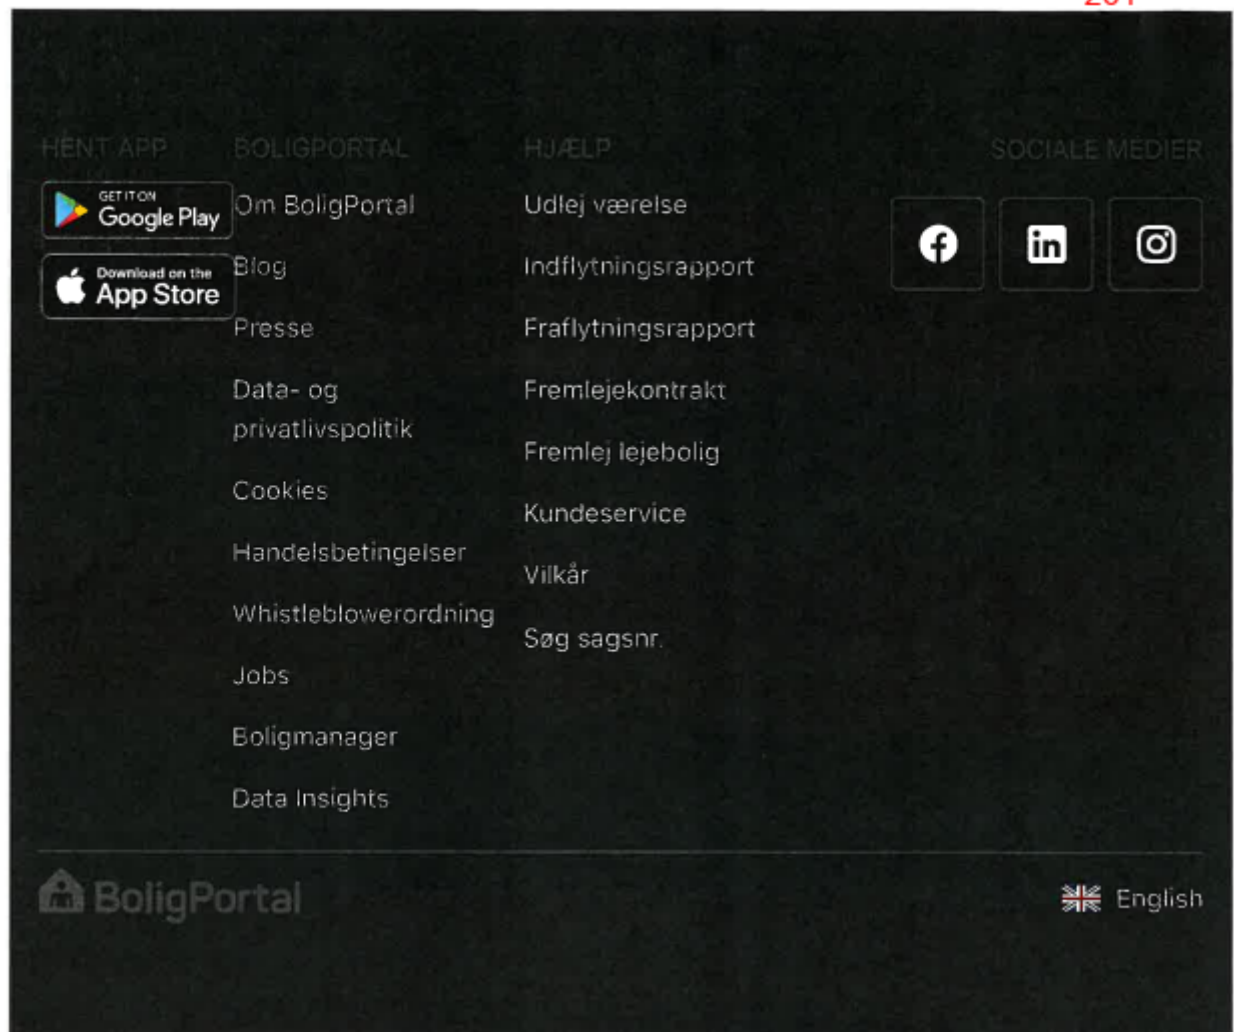 HENT APP
GET IT ON
Google Play
Download on the
App Store
BOLIGPORTAL
Om BoligPortal
Blog
Presse
Data- og
privatlivspolitik
Cookies
Handelsbetingelser
Whistleblowerordning
Jobs
Boligmanager
Data Insights
HJÆLP
Udlej værelse
Indflytningsrapport
Fraflytningsrapport
Fremlejekontrakt
Fremlej lejebolig
Kundeservice
Vilkår
Søg sagsnr.
SOCIALE MEDIER
BoligPortal
English